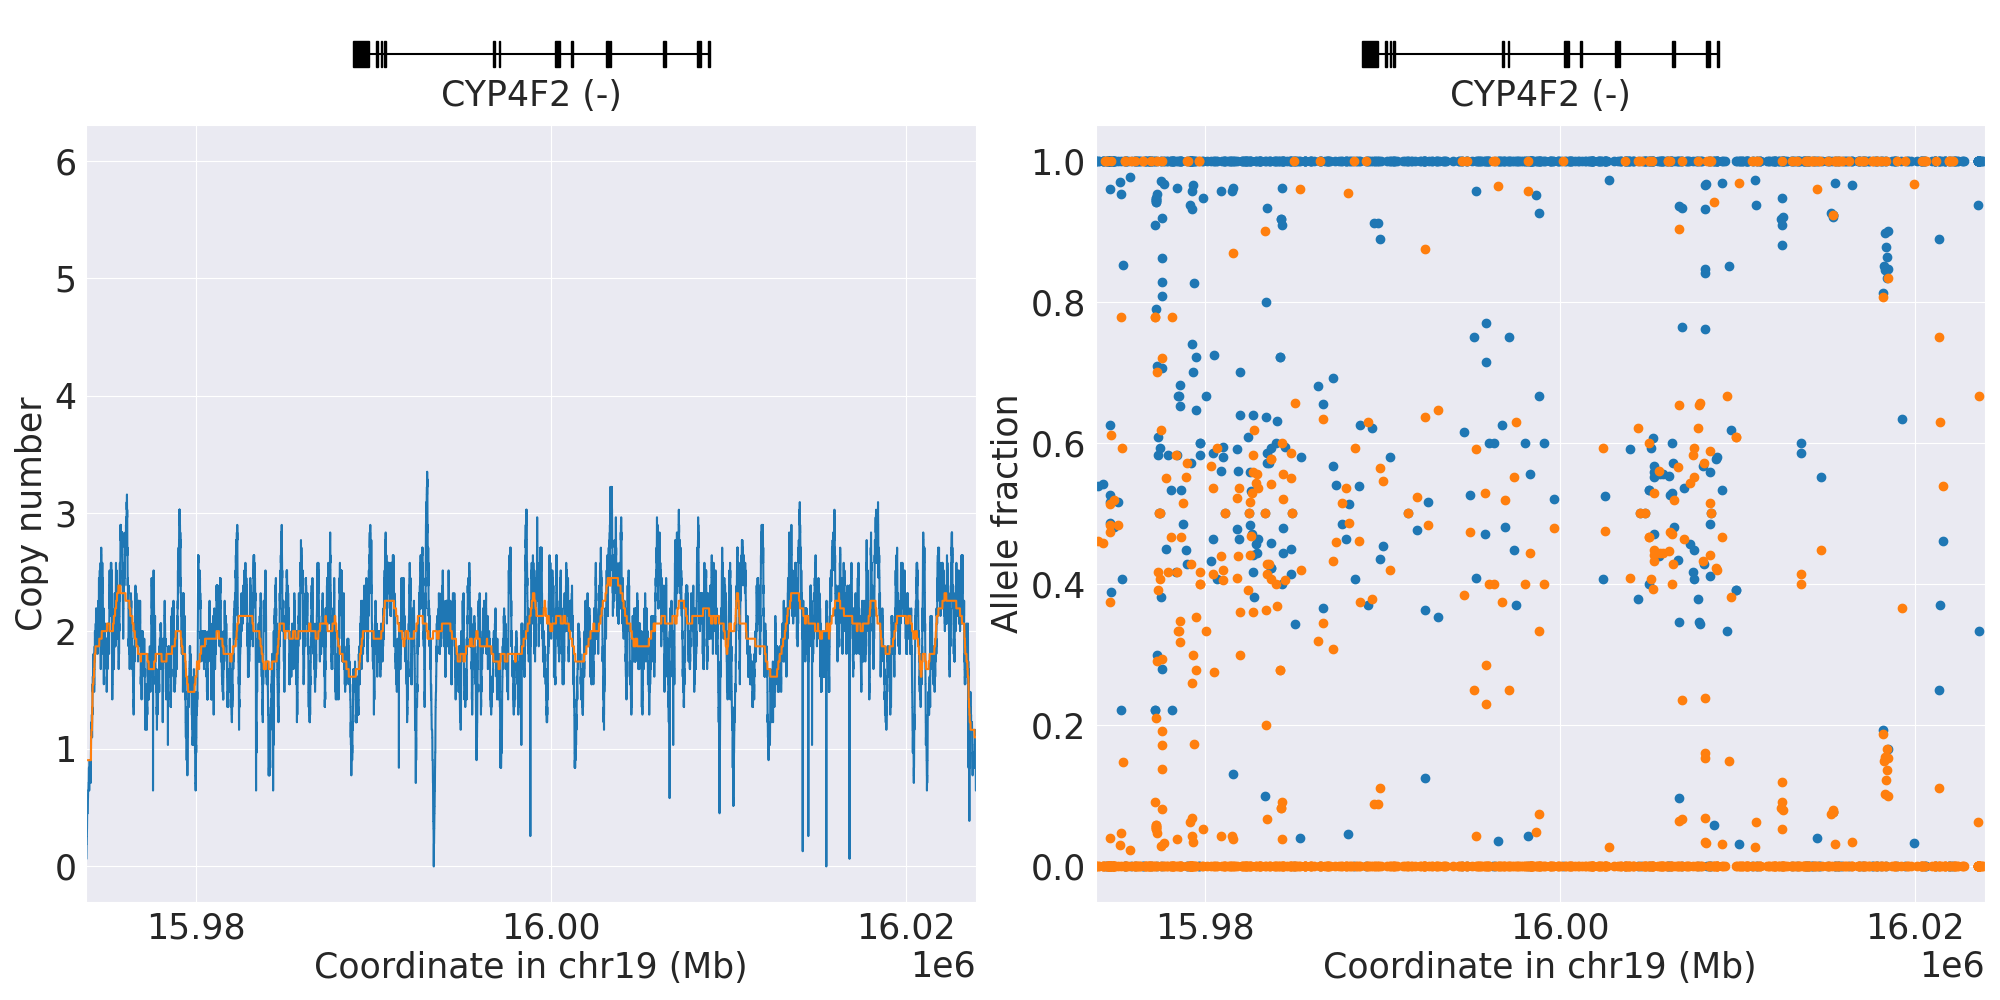 CYP4F2 (-)
CYP4F2 (-)
Copy number
6
5
4
3
2
1
0
15.98
16.00
16.02
Coordinate in chr19 (Mb)
1e6
Allele fraction
1.0
0.8
0.6
0.4
0.2
0.0
15.98
16.00
16.02
Coordinate in chr19 (Mb)
1e6